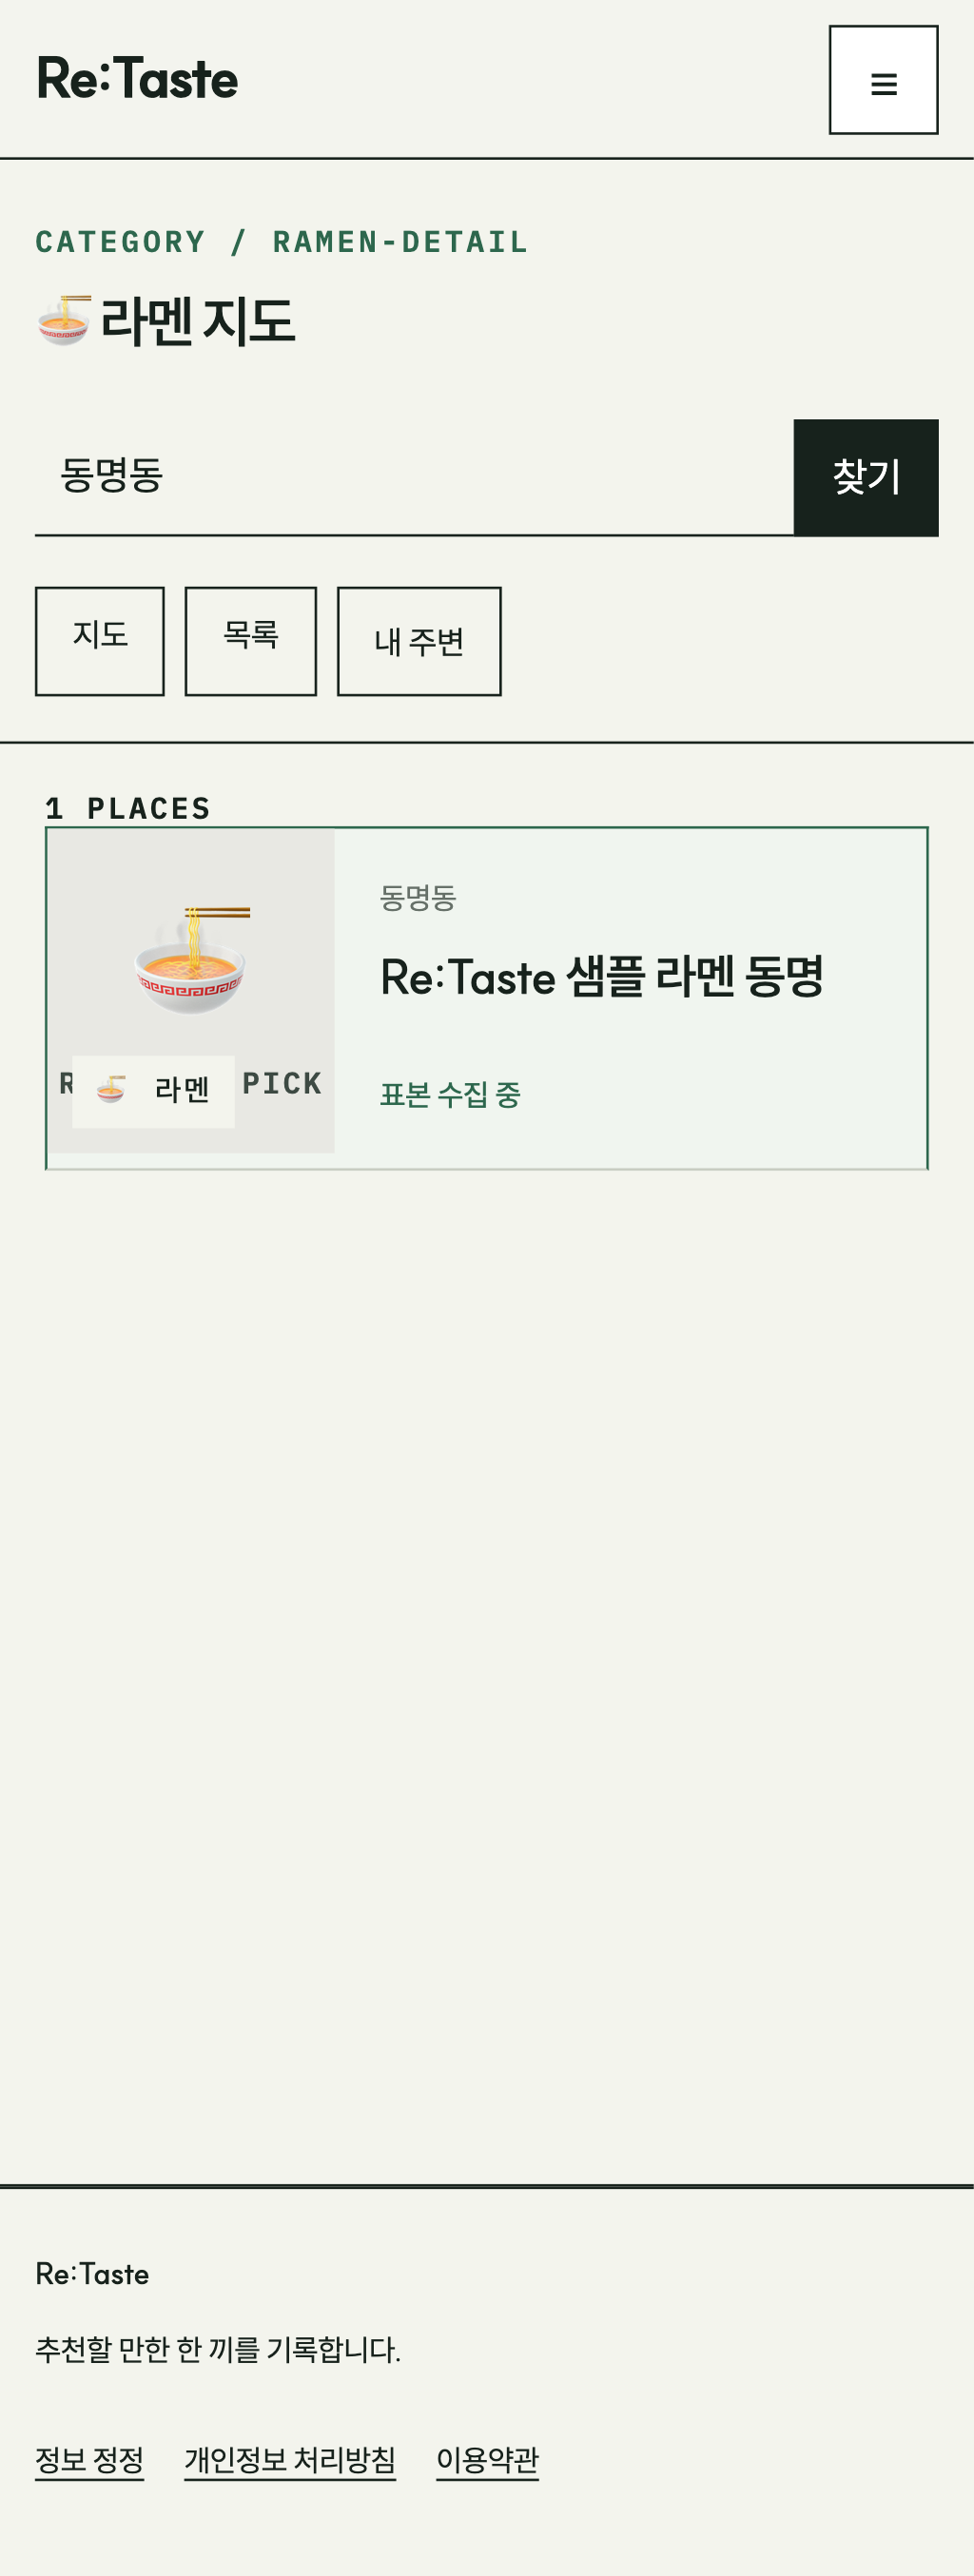 Re:Taste
CATEGORY / RAMEN-DETAIL
라멘 지도
동명동
찾기
지도
목록
내 주변
1 PLACES
동명동
Re:Taste 샘플 라멘 동명
라멘
PICK
표본 수집 중
Re:Taste
추천할 만한 한 끼를 기록합니다.
정보 정정
개인정보 처리방침
이용약관